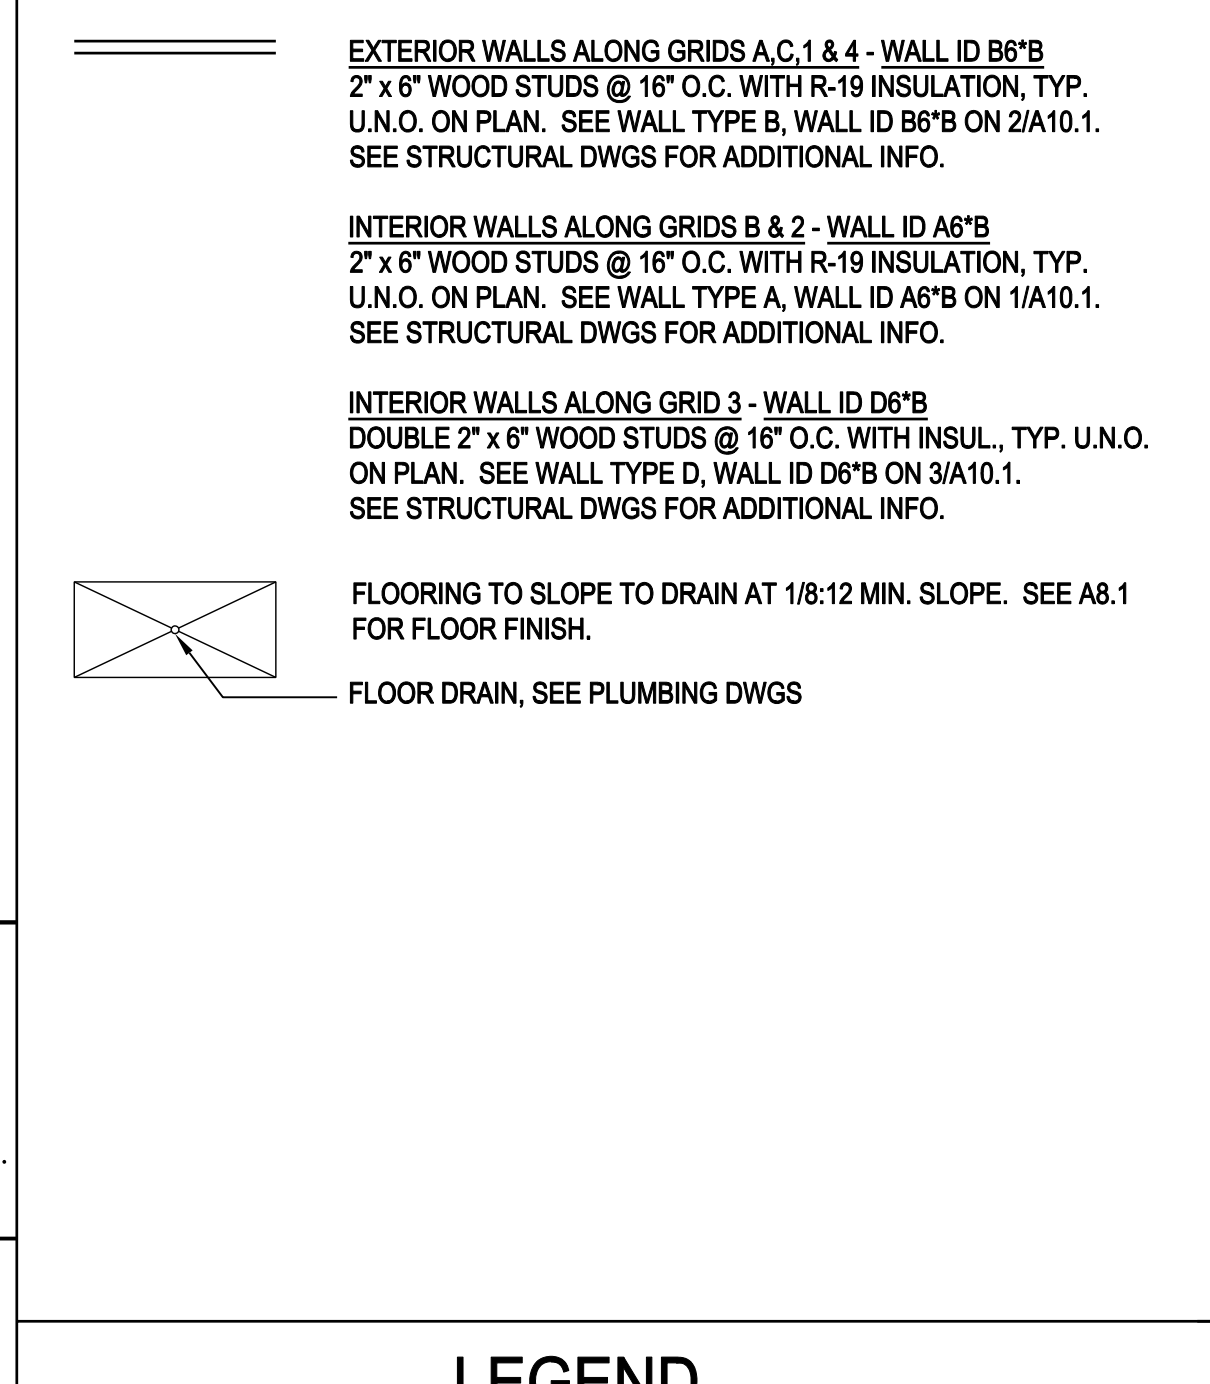 EXTERIOR WALLS ALONG GRIDS A,C,1 & 4 - WALL ID B6*B
2" x 6" WOOD STUDS @ 16" O.C. WITH R-19 INSULATION, TYP.
U.N.O. ON PLAN.  SEE WALL TYPE B, WALL ID B6*B ON 2/A10.1.
SEE STRUCTURAL DWGS FOR ADDITIONAL INFO.
INTERIOR WALLS ALONG GRIDS B & 2 - WALL ID A6*B
2" x 6" WOOD STUDS @ 16" O.C. WITH R-19 INSULATION, TYP.
U.N.O. ON PLAN.  SEE WALL TYPE A, WALL ID A6*B ON 1/A10.1.
SEE STRUCTURAL DWGS FOR ADDITIONAL INFO.
INTERIOR WALLS ALONG GRID 3 - WALL ID D6*B
DOUBLE 2" x 6" WOOD STUDS @ 16" O.C. WITH INSUL., TYP. U.N.O.
ON PLAN.  SEE WALL TYPE D, WALL ID D6*B ON 3/A10.1.
SEE STRUCTURAL DWGS FOR ADDITIONAL INFO.
FLOORING TO SLOPE TO DRAIN AT 1/8:12 MIN. SLOPE.  SEE A8.1
FOR FLOOR FINISH.
FLOOR DRAIN, SEE PLUMBING DWGS
LEGEND